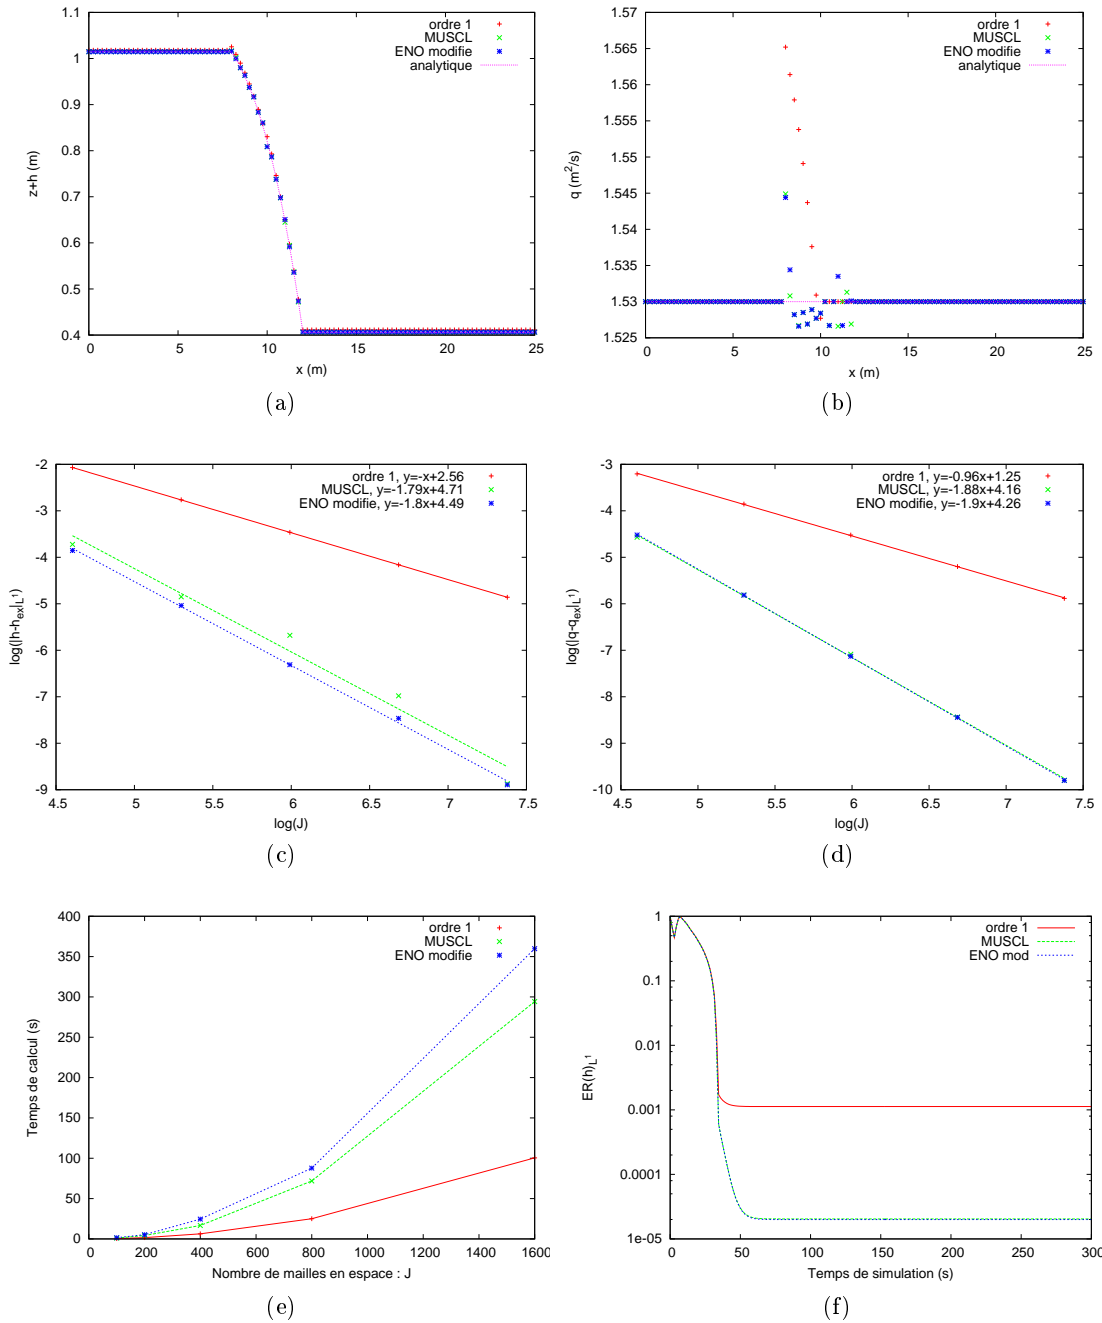 1.1
1
0.9
0.8
0.7
0.6
0.5
0.4
0 5 10 15 20 25
z+h (m)
x (m)
ordre 1
MUSCL
ENO modifie
analytique
(a)
1.57
1.565
1.56
1.555
1.55
1.545
1.54
1.535
1.53
1.525
0 5 10 15 20 25
q (m²/s)
x (m)
ordre 1
MUSCL
ENO modifie
analytique
(b)
-2
-3
-4
-5
-6
-7
-8
-9
4.5 5 5.5 6 6.5 7 7.5
log(|h-h_ex|_L¹)
log(J)
ordre 1, y=-x+2.56
MUSCL, y=-1.79x+4.71
ENO modifie, y=-1.8x+4.49
(c)
-3
-4
-5
-6
-7
-8
-9
-10
4.5 5 5.5 6 6.5 7 7.5
log(|q-q_ex|_L¹)
log(J)
ordre 1, y=-0.96x+1.25
MUSCL, y=-1.88x+4.16
ENO modifie, y=-1.9x+4.26
(d)
400
350
300
250
200
150
100
50
0
0 200 400 600 800 1000 1200 1400 1600
Temps de calcul (s)
Nombre de mailles en espace : J
ordre 1
MUSCL
ENO modifie
(e)
1
0.1
0.01
0.001
0.0001
1e-05
0 50 100 150 200 250 300
ER(h)_L¹
Temps de simulation (s)
ordre 1
MUSCL
ENO mod
(f)